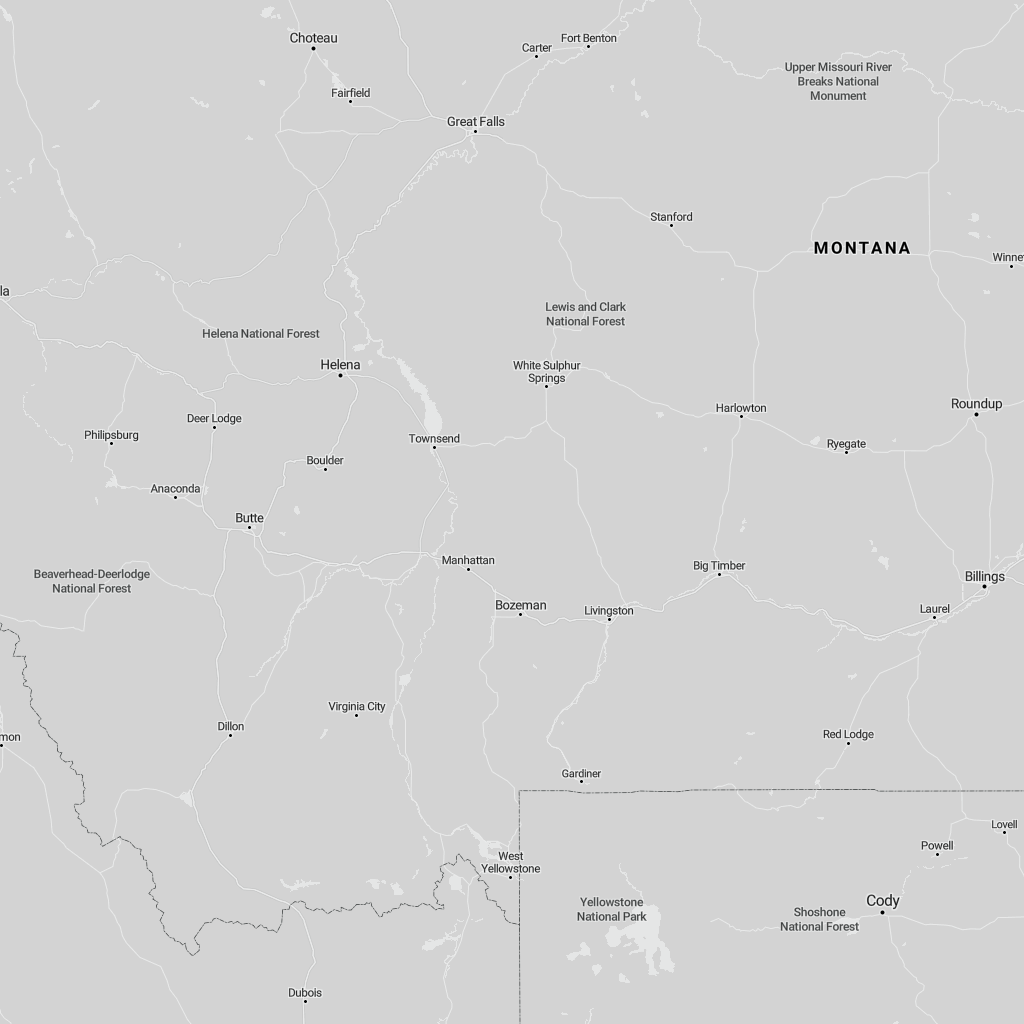 Choteau
Fort Benton
Carter
Upper Missouri River
Breaks National
Monument
Fairfield
Great Falls
Stanford
MONTANA
Winne
la
Lewis and Clark
National Forest
Helena National Forest
Helena
White Sulphur
Springs
Harlowton
Roundup
Deer Lodge
Philipsburg
Townsend
Ryegate
Boulder
Anaconda
Butte
Manhattan
Big Timber
Beaverhead-Deerlodge
National Forest
Billings
Bozeman
Livingston
Laurel
Virginia City
Dillon
mon
Red Lodge
Gardiner
Lovell
Powell
West
Yellowstone
Yellowstone
National Park
Cody
Shoshone
National Forest
Dubois